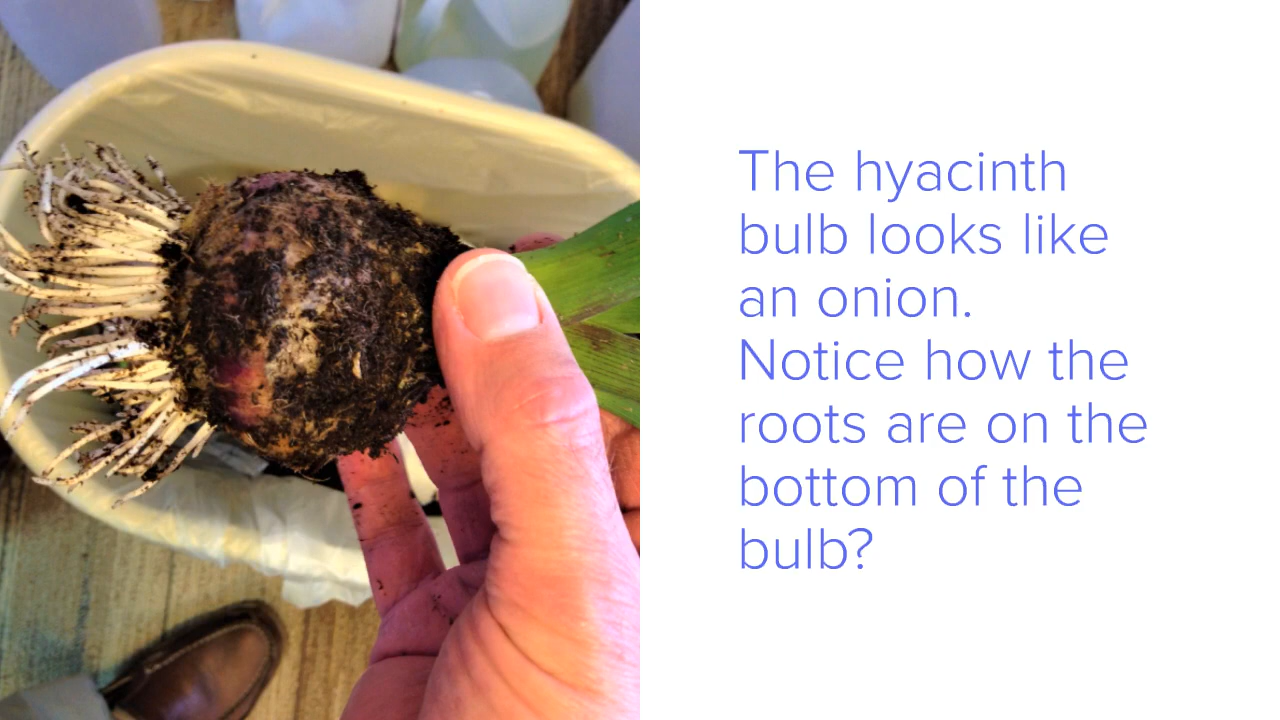 The hyacinth
bulb looks like
an onion.
Notice how the
roots are on the
bottom of the
bulb?